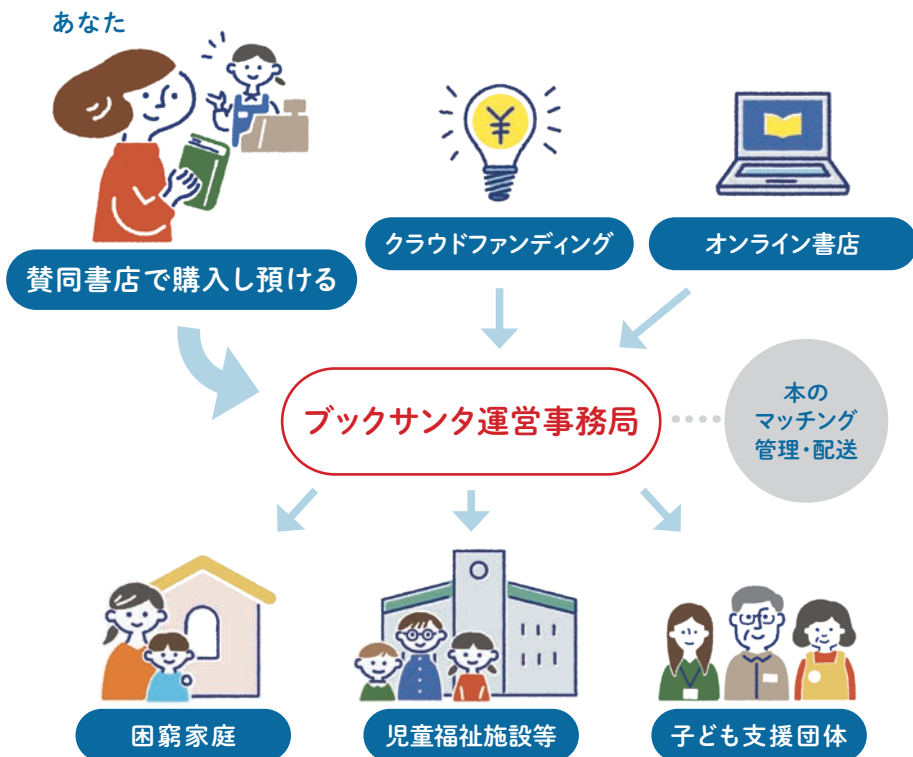 あなた
¥
クラウドファンディング
オンライン書店
賛同書店で購入し預ける
ブックサンタ運営事務局
本の
マッチング
管理・配送
困窮家庭
児童福祉施設等
子ども支援団体